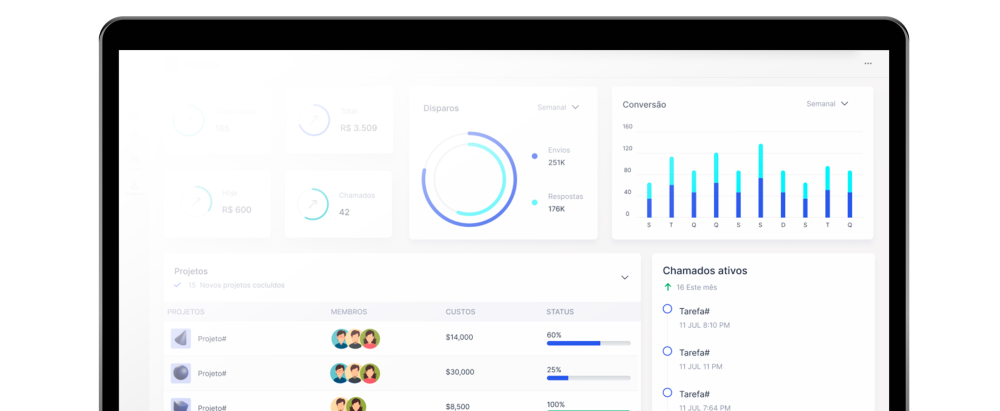 Total
R$ 3.509
R$ 600
Chamados
42
Disparos
Semanal
Envios
251K
Respostas
176K
Conversão
Semanal
160
120
80
40
0
S T Q Q S S D S T Q
Projetos
15 Novos projetos cocluídos
PROJETOS MEMBROS CUSTOS STATUS
Projeto# $14,000 60%
Projeto# $30,000 25%
Projeto# $8,500 100%
Chamados ativos
16 Este mês
Tarefa#
11 JUL 8:10 PM
Tarefa#
11 JUL 11 PM
Tarefa#
11 JUL 7:64 PM